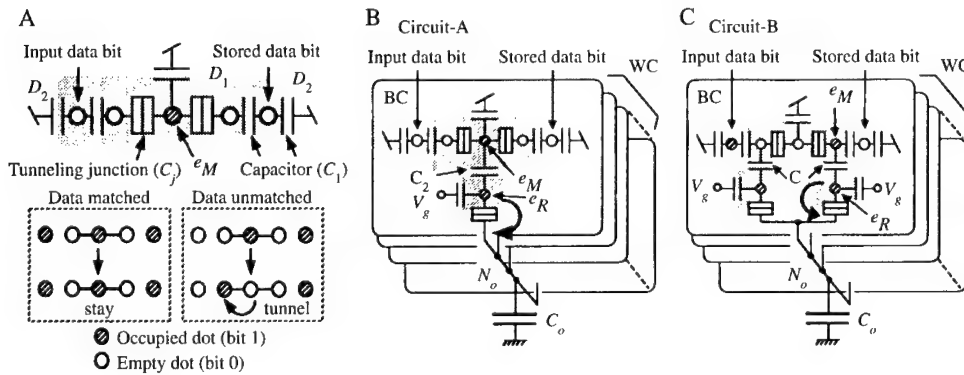 A
Input data bit
Stored data bit
D2
D1
D2
Tunneling junction (Cj)
eM
Capacitor (C1)
Data matched
Data unmatched
stay
tunnel
Occupied dot (bit 1)
Empty dot (bit 0)
B
Circuit-A
Input data bit
Stored data bit
WC
BC
C2
eM
Vg
eR
No
Co
C
Circuit-B
Input data bit
Stored data bit
WC
BC
eM
C
Vg
Vg
eR
No
Co